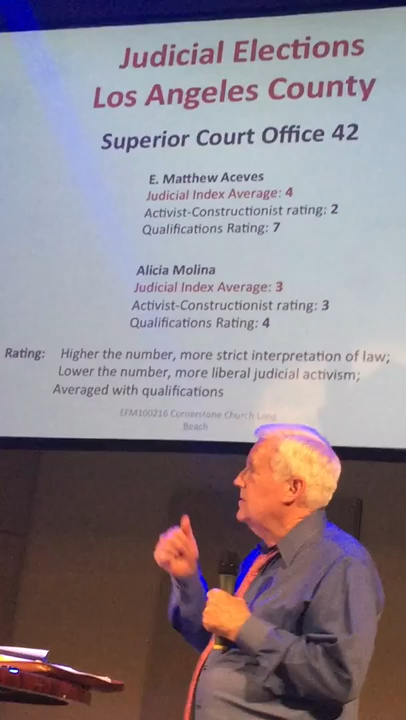 Judicial Elections
Los Angeles County
Superior Court Office 42
E. Matthew Aceves
Judicial Index Average: 4
Activist-Constructionist rating: 2
Qualifications Rating: 7
Alicia Molina
Judicial Index Average: 3
Activist-Constructionist rating: 3
Qualifications Rating: 4
Rating: Higher the number, more strict interpretation of law;
Lower the number, more liberal judicial activism;
Averaged with qualifications
EFM100216 Cornerstone Church Long
Beach